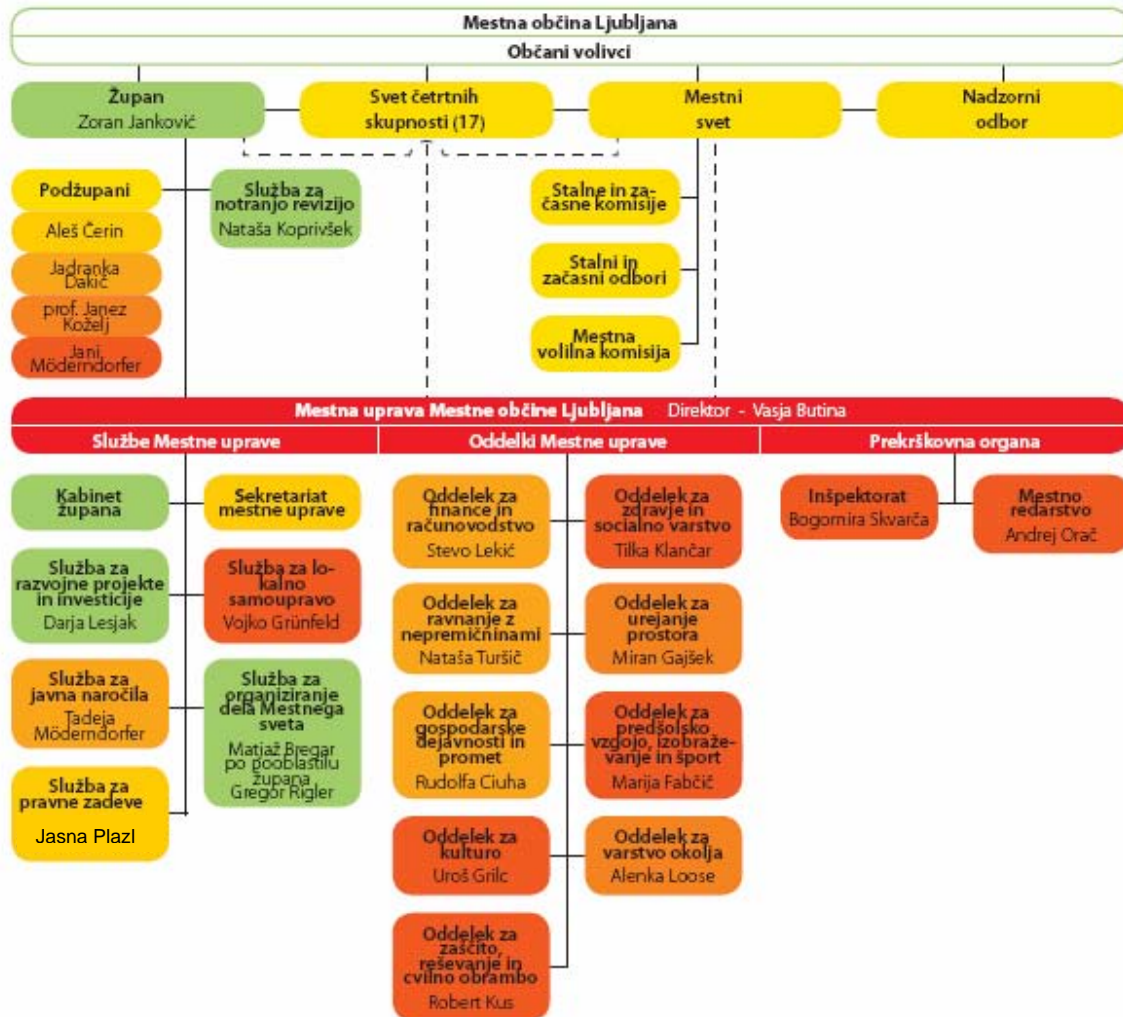 Mestna občina Ljubljana
Občani volivci
Župan
Zoran Janković
Svet četrtnih
skupnosti (17)
Mestni
svet
Nadzorni
odbor
Podžupani
Aleš Čerin
Jadranka
Dakić
prof. Janez
Koželj
Jani
Möderndorfer
Služba za
notranjo revizijo
Nataša Koprivšek
Stalne in za-
časne komisije
Stalni in
začasni odbori
Mestna
volilna komisija
Mestna uprava Mestne občine Ljubljana Direktor - Vasja Butina
Službe Mestne uprave
Oddelki Mestne uprave
Prekrškovna organa
Kabinet
župana
Sekretariat
mestne uprave
Služba za
razvojne projekte
in investicije
Darja Lesjak
Služba za lo-
kalno
samoupravo
Vojko Grünfeld
Služba za
javna naročila
Tadeja
Möderndorfer
Služba za
organiziranje
dela Mestnega
sveta
Matjaž Bregar
po pooblastilu
župana
Gregor Rigler
Služba za
pravne zadeve
Jasna Plazl
Oddelek za
finance in
računovodstvo
Stevo Lekić
Oddelek za
zdravje in
socialno varstvo
Tilka Klančar
Oddelek za
ravnanje z
nepremičninami
Nataša Turšič
Oddelek za
urejanje
prostora
Miran Gajšek
Oddelek za
gospodarske
dejavnosti in
promet
Rudolfa Ciuha
Oddelek za
predšolsko
vzgojo, izobraže-
vanje in šport
Marija Fabčič
Oddelek za
kulturo
Uroš Grilc
Oddelek za
varstvo okolja
Alenka Loose
Oddelek za
zaščito,
reševanje in
cvilno obrambo
Robert Kus
Inšpektorat
Bogomira Skvarča
Mestno
redarstvo
Andrej Orač